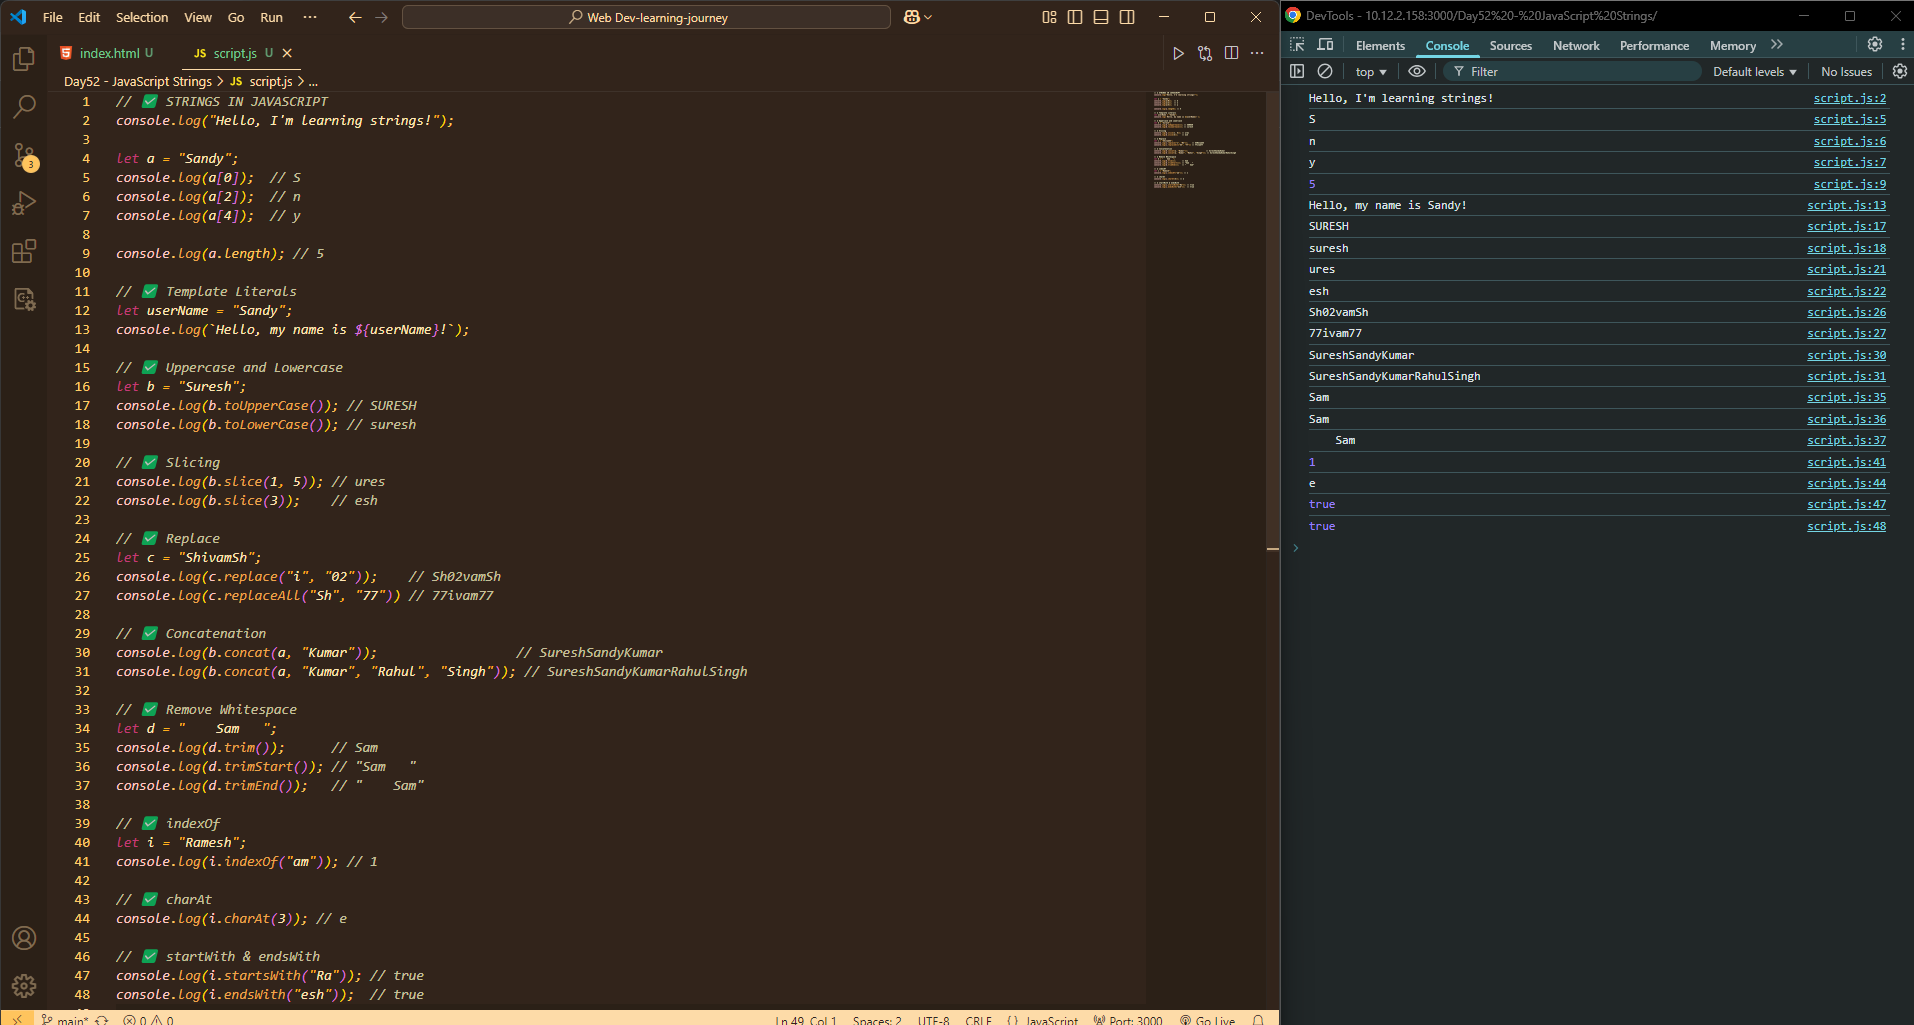 File Edit Selection View Go Run ··· Web Dev-learning-journey
index.html U JS script.js U
Day52 - JavaScript Strings > JS script.js > ...
1 // ✅ STRINGS IN JAVASCRIPT
2 console.log("Hello, I'm learning strings!");
3
4 let a = "Sandy";
5 console.log(a[0]);  // S
6 console.log(a[2]);  // n
7 console.log(a[4]);  // y
8
9 console.log(a.length); // 5
10
11 // ✅ Template Literals
12 let userName = "Sandy";
13 console.log(`Hello, my name is ${userName}!`);
14
15 // ✅ Uppercase and Lowercase
16 let b = "Suresh";
17 console.log(b.toUpperCase()); // SURESH
18 console.log(b.toLowerCase()); // suresh
19
20 // ✅ Slicing
21 console.log(b.slice(1, 5)); // ures
22 console.log(b.slice(3));    // esh
23
24 // ✅ Replace
25 let c = "ShivamSh";
26 console.log(c.replace("i", "02"));    // Sh02vamSh
27 console.log(c.replaceAll("Sh", "77")) // 77ivam77
28
29 // ✅ Concatenation
30 console.log(b.concat(a, "Kumar"));                  // SureshSandyKumar
31 console.log(b.concat(a, "Kumar", "Rahul", "Singh")); // SureshSandyKumarRahulSingh
32
33 // ✅ Remove Whitespace
34 let d = "    Sam   ";
35 console.log(d.trim());      // Sam
36 console.log(d.trimStart()); // "Sam   "
37 console.log(d.trimEnd());   // "    Sam"
38
39 // ✅ indexOf
40 let i = "Ramesh";
41 console.log(i.indexOf("am")); // 1
42
43 // ✅ charAt
44 console.log(i.charAt(3)); // e
45
46 // ✅ startWith & endsWith
47 console.log(i.startsWith("Ra")); // true
48 console.log(i.endsWith("esh"));  // true
3
main* 0 0 Ln 49, Col 1 Spaces: 2 UTF-8 CRLF {} JavaScript Port: 3000 Go Live
DevTools - 10.12.2.158:3000/Day52%20-%20JavaScript%20Strings/
Elements Console Sources Network Performance Memory
top Filter Default levels No Issues
Hello, I'm learning strings! script.js:2
S script.js:5
n script.js:6
y script.js:7
5 script.js:9
Hello, my name is Sandy! script.js:13
SURESH script.js:17
suresh script.js:18
ures script.js:21
esh script.js:22
Sh02vamSh script.js:26
77ivam77 script.js:27
SureshSandyKumar script.js:30
SureshSandyKumarRahulSingh script.js:31
Sam script.js:35
Sam script.js:36
    Sam script.js:37
1 script.js:41
e script.js:44
true script.js:47
true script.js:48